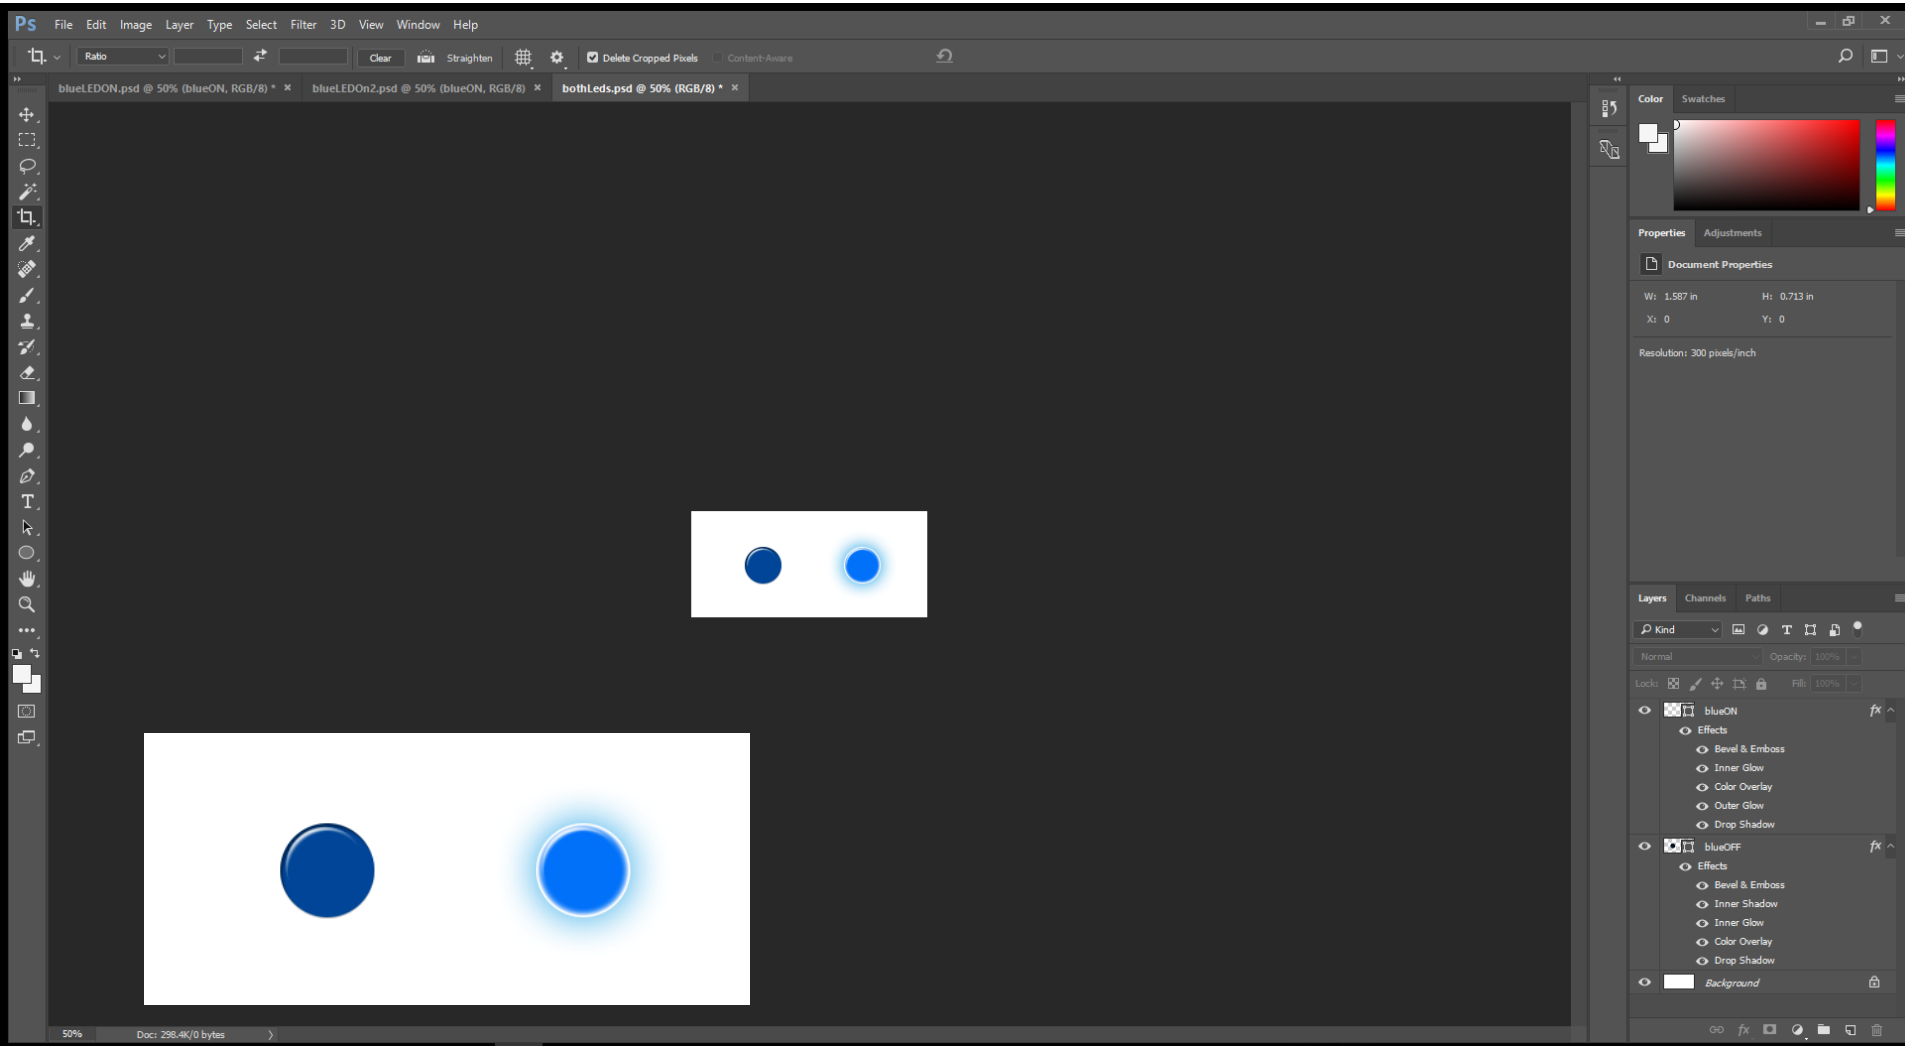 Ps File Edit Image Layer Type Select Filter 3D View Window Help
Ratio Clear Straighten Delete Cropped Pixels Content-Aware
blueLEDON.psd @ 50% (blueON, RGB/8) * × blueLEDOn2.psd @ 50% (blueON, RGB/8) × bothLeds.psd @ 50% (RGB/8) * ×
Color Swatches
Properties Adjustments
Document Properties
W: 1.587 in H: 0.713 in
X: 0 Y: 0
Resolution: 300 pixels/inch
Layers Channels Paths
Kind
Normal Opacity: 100%
Lock: Fill: 100%
blueON fx
Effects
Bevel & Emboss
Inner Glow
Color Overlay
Outer Glow
Drop Shadow
blueOFF fx
Effects
Bevel & Emboss
Inner Shadow
Inner Glow
Color Overlay
Drop Shadow
Background
fx
50% Doc: 298.4K/0 bytes